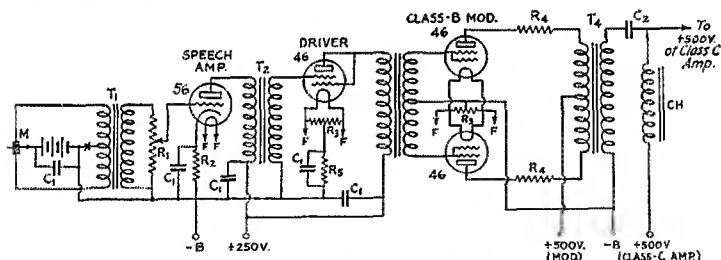 SPEECH
AMP.
56
DRIVER
46
CLASS-B MOD.
46
R4
T4
C2
To
+500V.
of Class C
Amp.
T1
T2
M
C1
R1
F F
C1
R2
C1
F
R3
F
C1
R5
C1
F
R3
F
46
R4
CH
-B
+250V.
+500V.
(MOD)
-B
+500V
(CLASS-C AMP.)